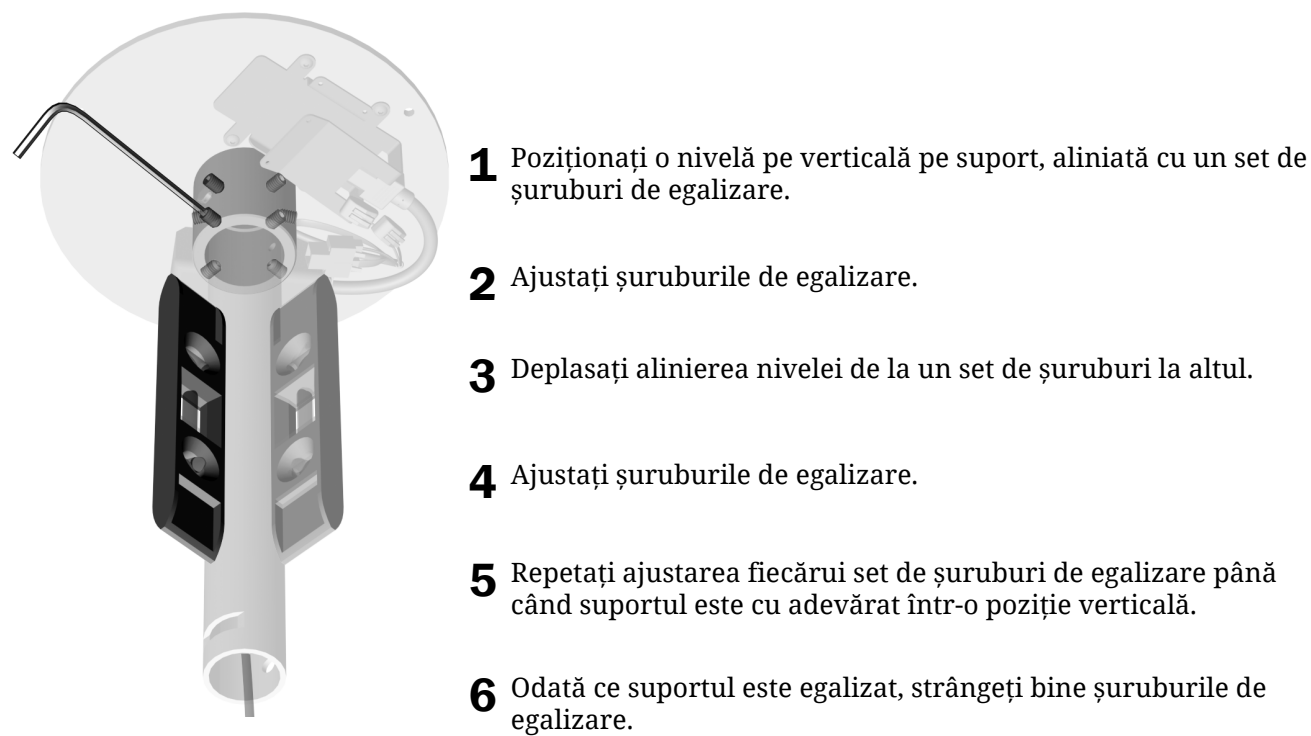 1 Poziționați o nivelă pe verticală pe suport, aliniată cu un set de
șuruburi de egalizare.
2 Ajustați șuruburile de egalizare.
3 Deplasați alinierea nivelei de la un set de șuruburi la altul.
4 Ajustați șuruburile de egalizare.
5 Repetați ajustarea fiecărui set de șuruburi de egalizare până
când suportul este cu adevărat într-o poziție verticală.
6 Odată ce suportul este egalizat, strângeți bine șuruburile de
egalizare.